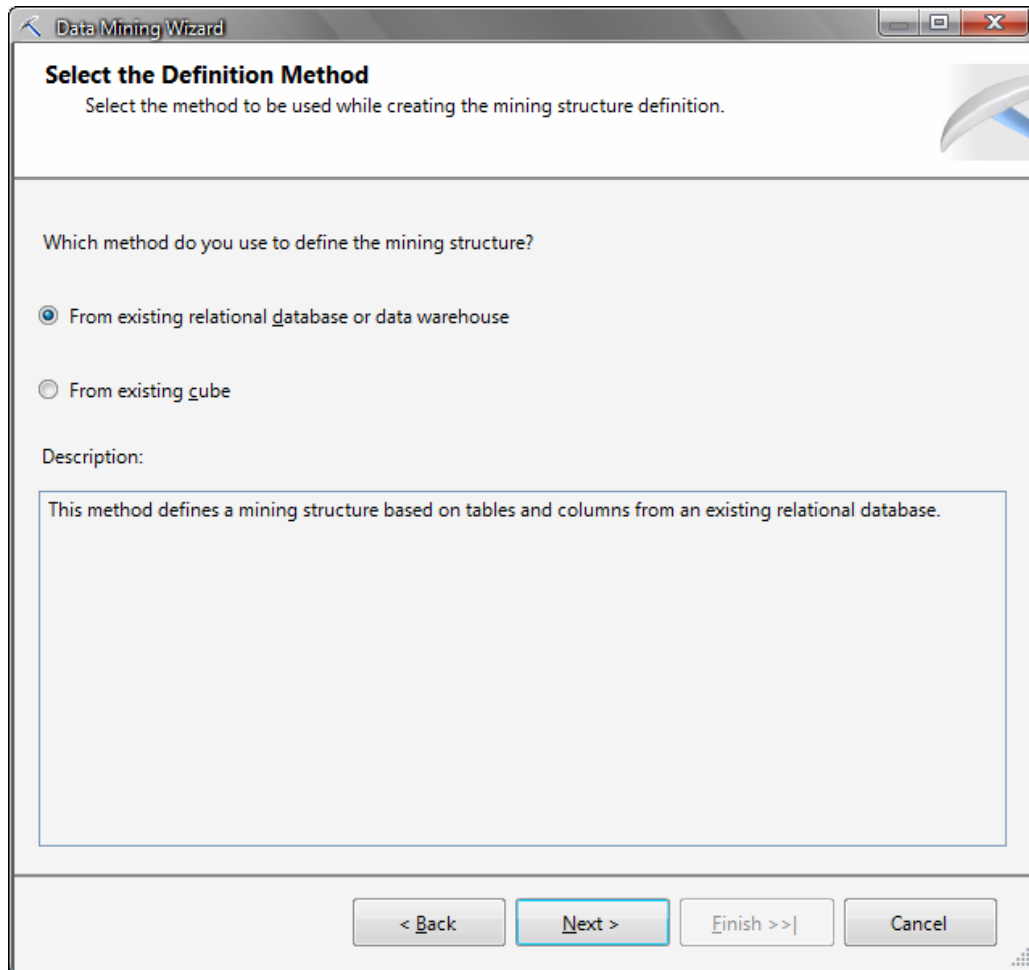 Data Mining Wizard
Select the Definition Method
Select the method to be used while creating the mining structure definition.
Which method do you use to define the mining structure?
From existing relational database or data warehouse
From existing cube
Description:
This method defines a mining structure based on tables and columns from an existing relational database.
< Back
Next >
Finish >>|
Cancel